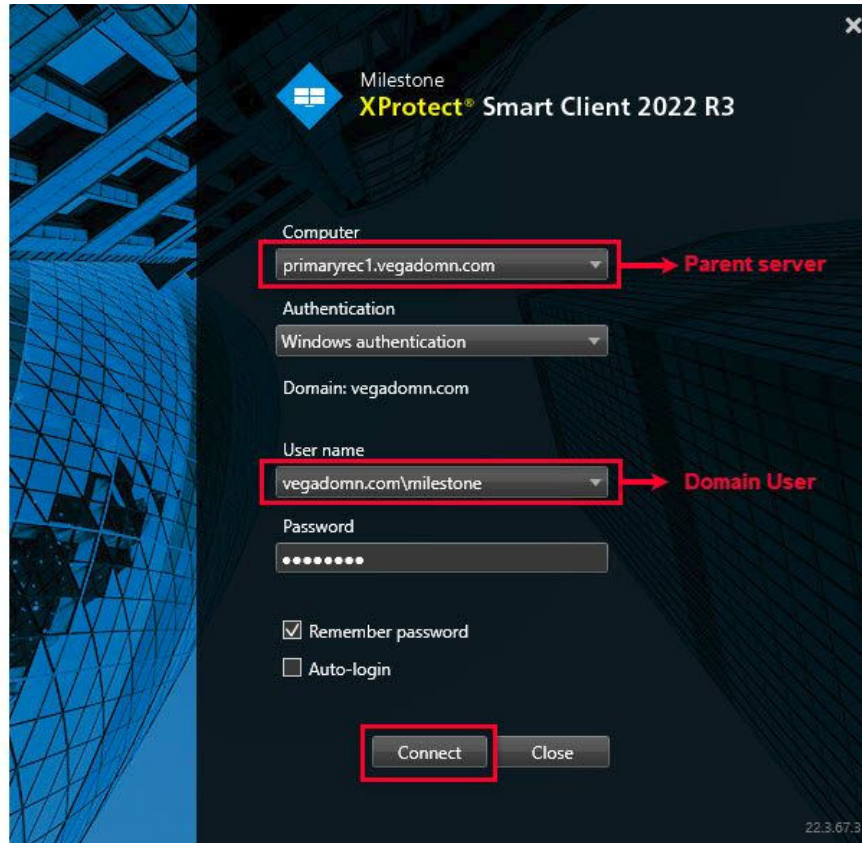 Milestone
XProtect® Smart Client 2022 R3
Computer
primaryrec1.vegadomn.com
Parent server
Authentication
Windows authentication
Domain: vegadomn.com
User name
vegadomn.com\milestone
Domain User
Password
••••••••
Remember password
Auto-login
Connect Close
22.3.67.3